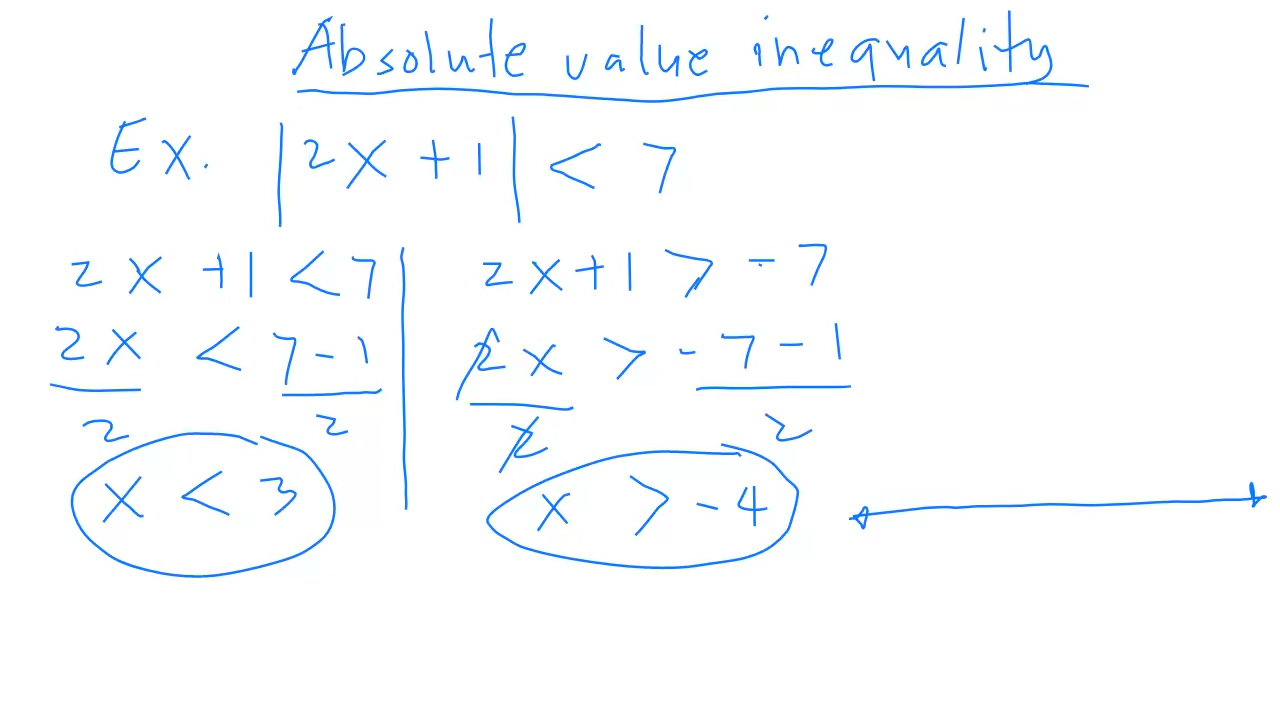 Absolute value inequality
Ex. |2x + 1| < 7
2x + 1 < 7
2x < 7 - 1
2 2
x < 3
2x + 1 > -7
2x > -7 - 1
2 2
x > -4